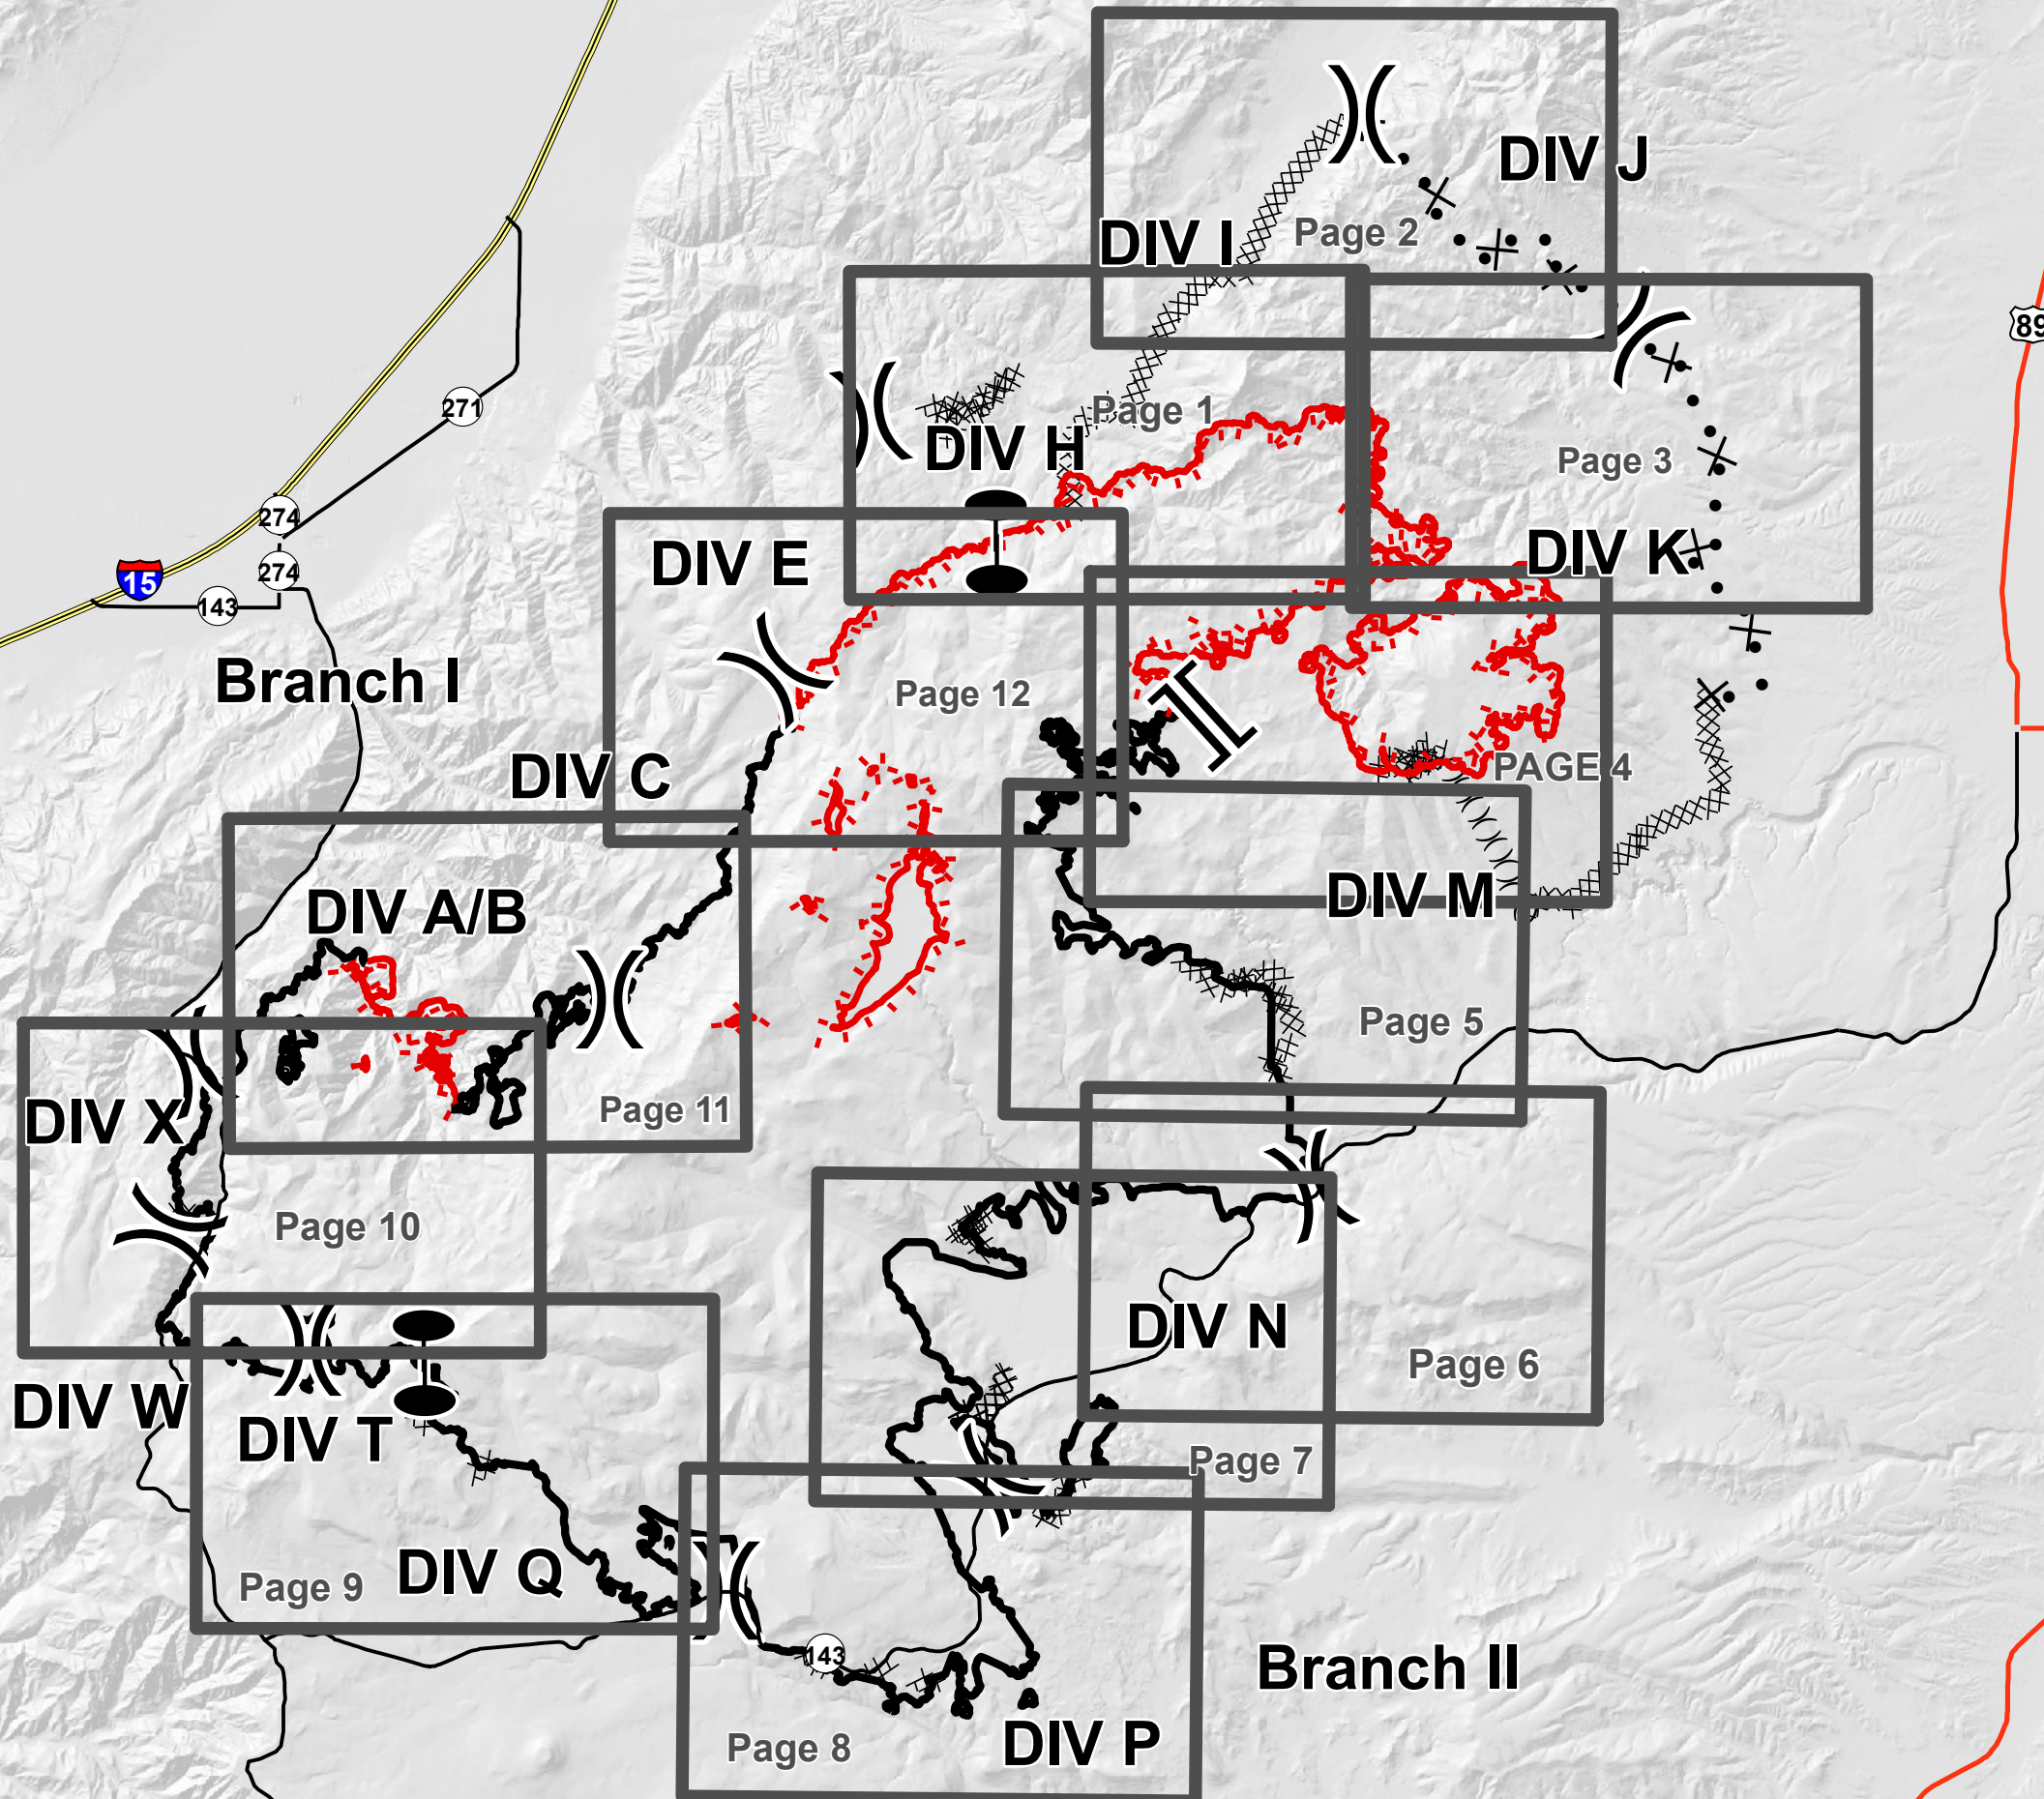 DIV J
Page 2
DIV I
89
271
Page 1
DIV H
Page 3
274
DIV K
DIV E
274
15
143
Branch I
Page 12
DIV C
PAGE 4
DIV M
DIV A/B
Page 5
Page 11
DIV X
Page 10
DIV N
Page 6
DIV W
DIV T
Page 7
DIV Q
Page 9
143
Branch II
Page 8
DIV P